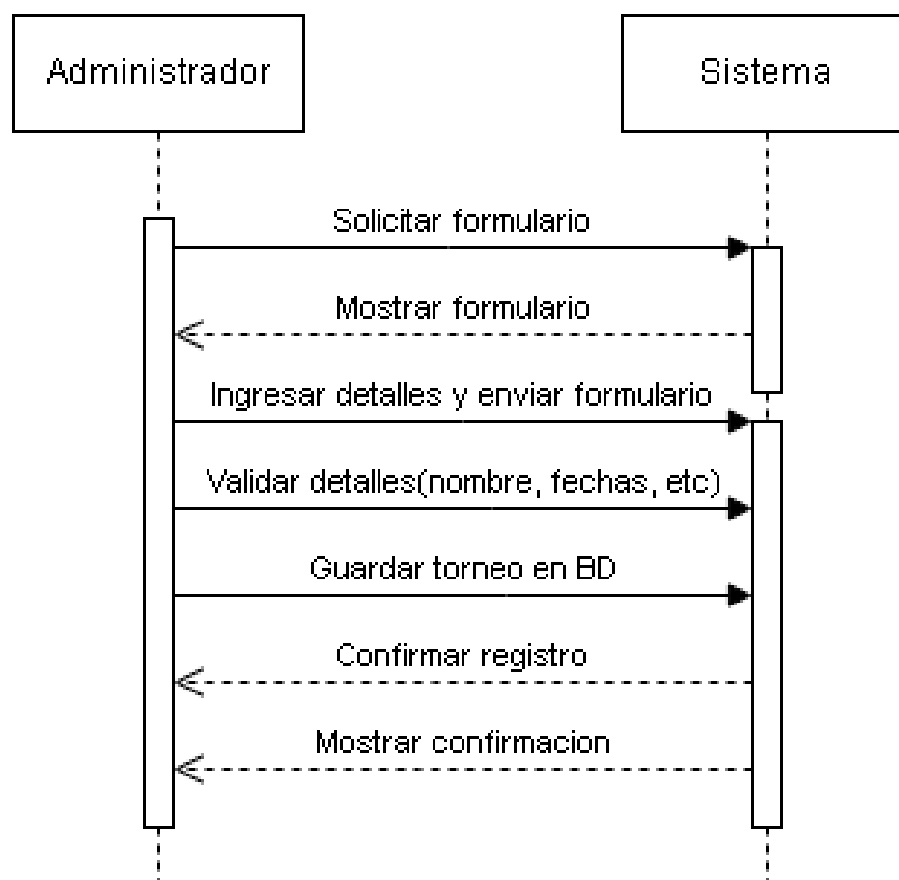 Administrador
Sistema
Solicitar formulario
Mostrar formulario
Ingresar detalles y enviar formulario
Validar detalles(nombre, fechas, etc)
Guardar torneo en BD
Confirmar registro
Mostrar confirmacion